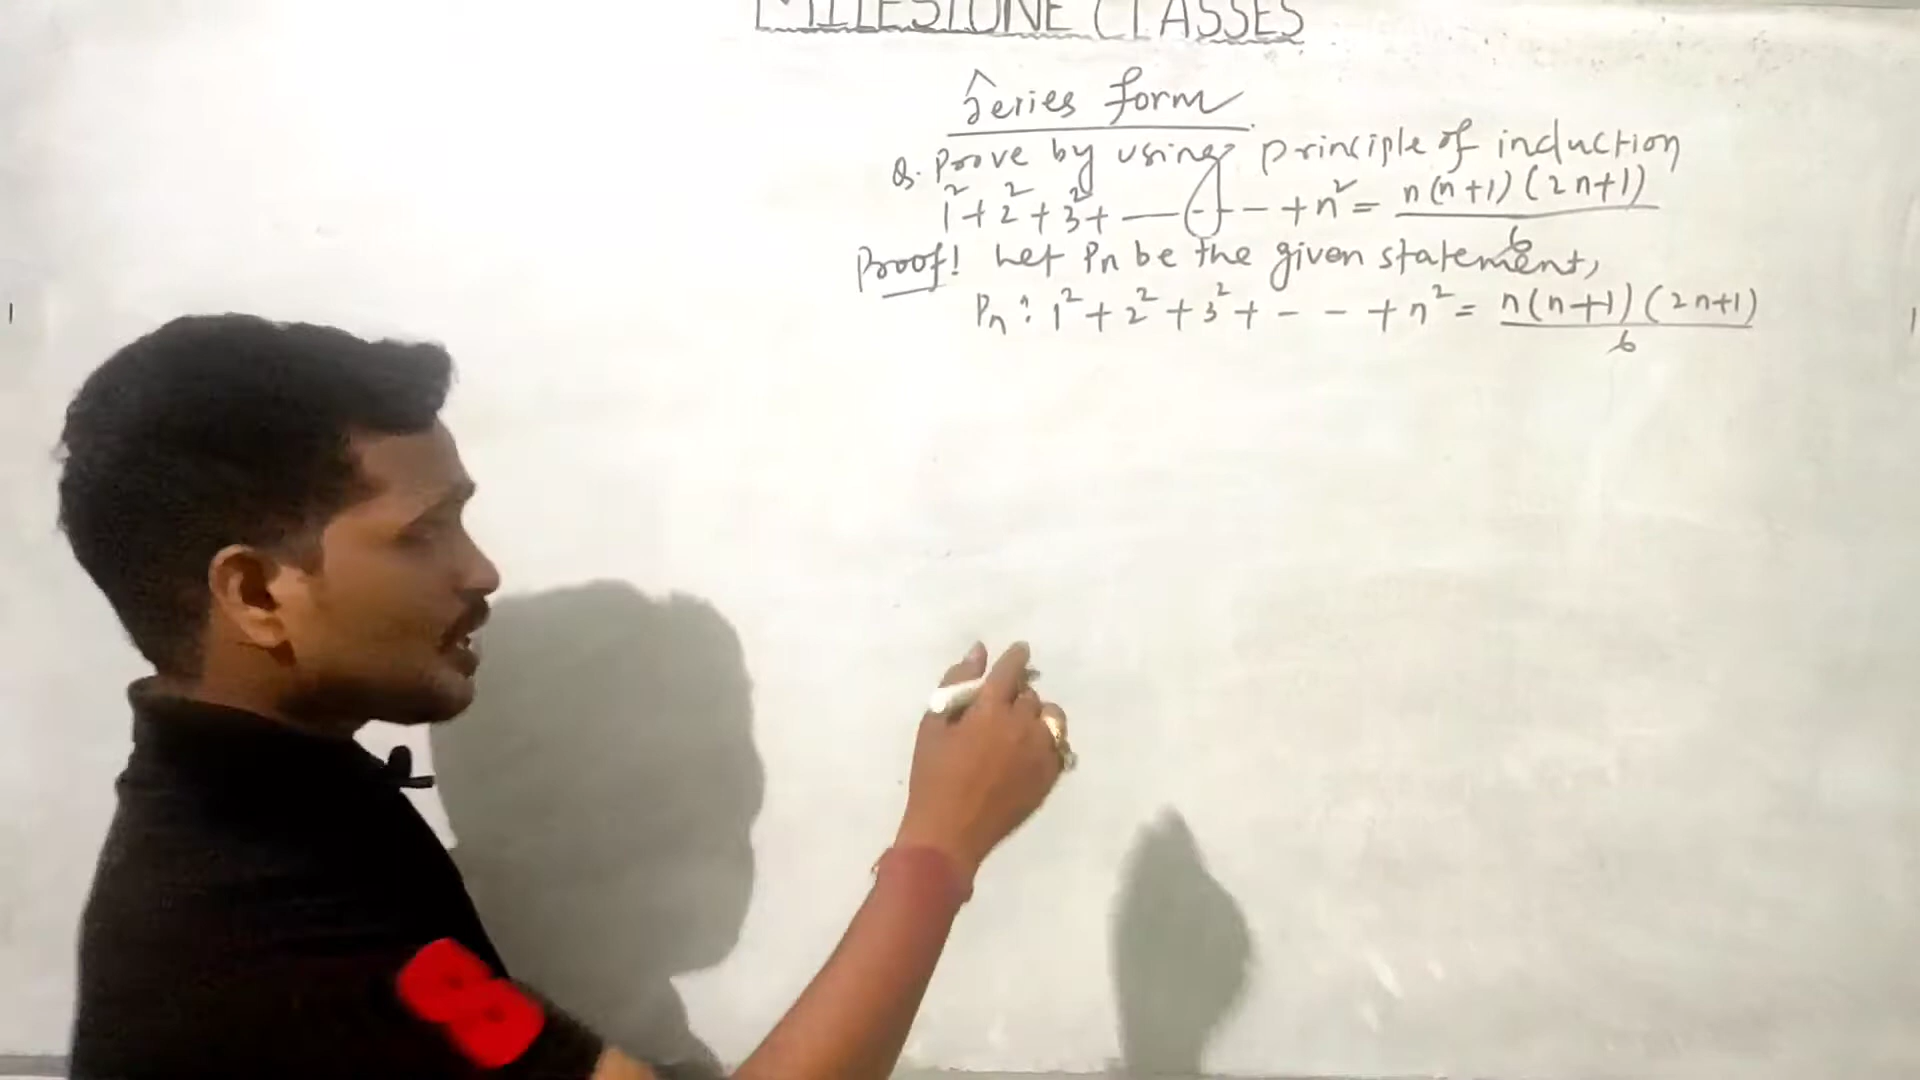 MILESTONE CLASSES
Series form
Q. Prove by using principle of induction
1² + 2² + 3² + — - - - + n² = n(n+1)(2n+1)/6
Proof! Let Pn be the given statement,
Pn : 1² + 2² + 3² + - - + n² = n(n+1)(2n+1)/6